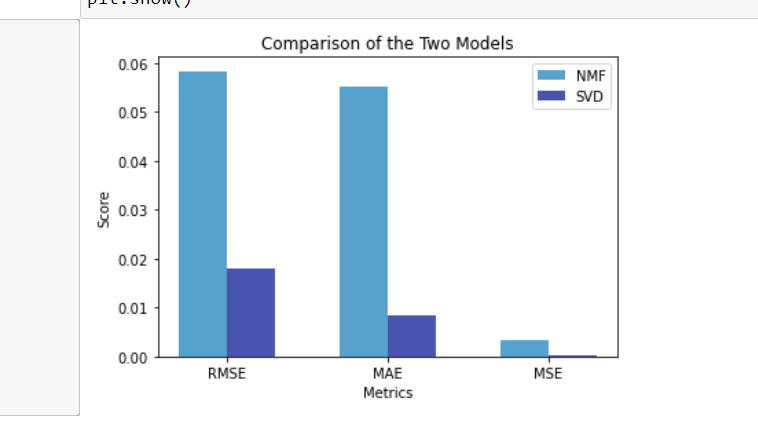 plt.show()
Comparison of the Two Models
NMF
SVD
0.06
0.05
0.04
0.03
0.02
0.01
0.00
Score
RMSE MAE MSE
Metrics